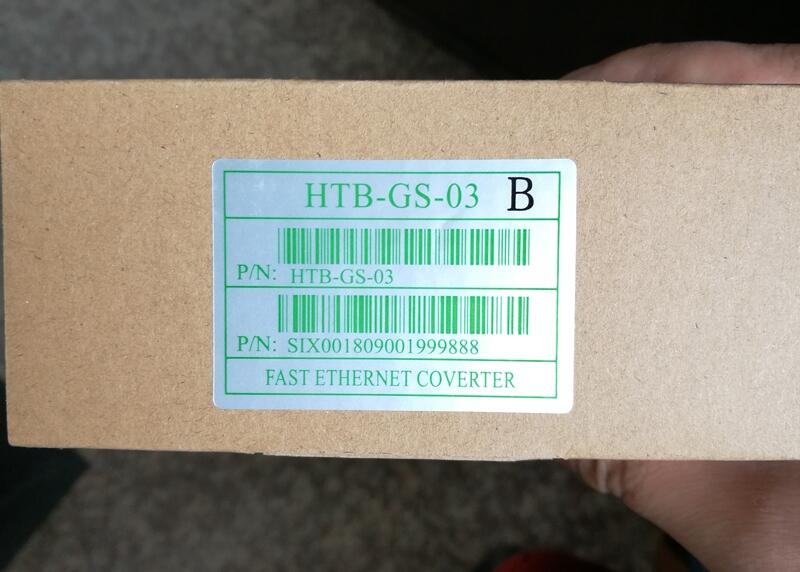 HTB-GS-03 B
P/N: HTB-GS-03
P/N: SIX001809001999888
FAST ETHERNET COVERTER